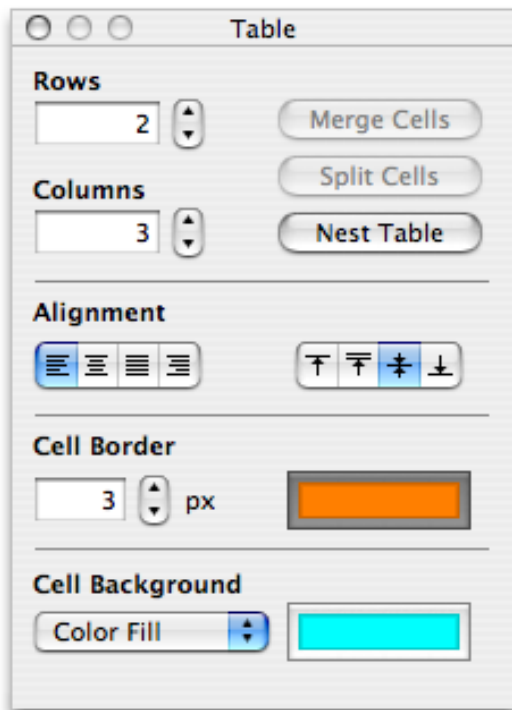 Table
Rows
2
Merge Cells
Split Cells
Columns
3
Nest Table
Alignment
Cell Border
3 px
Cell Background
Color Fill